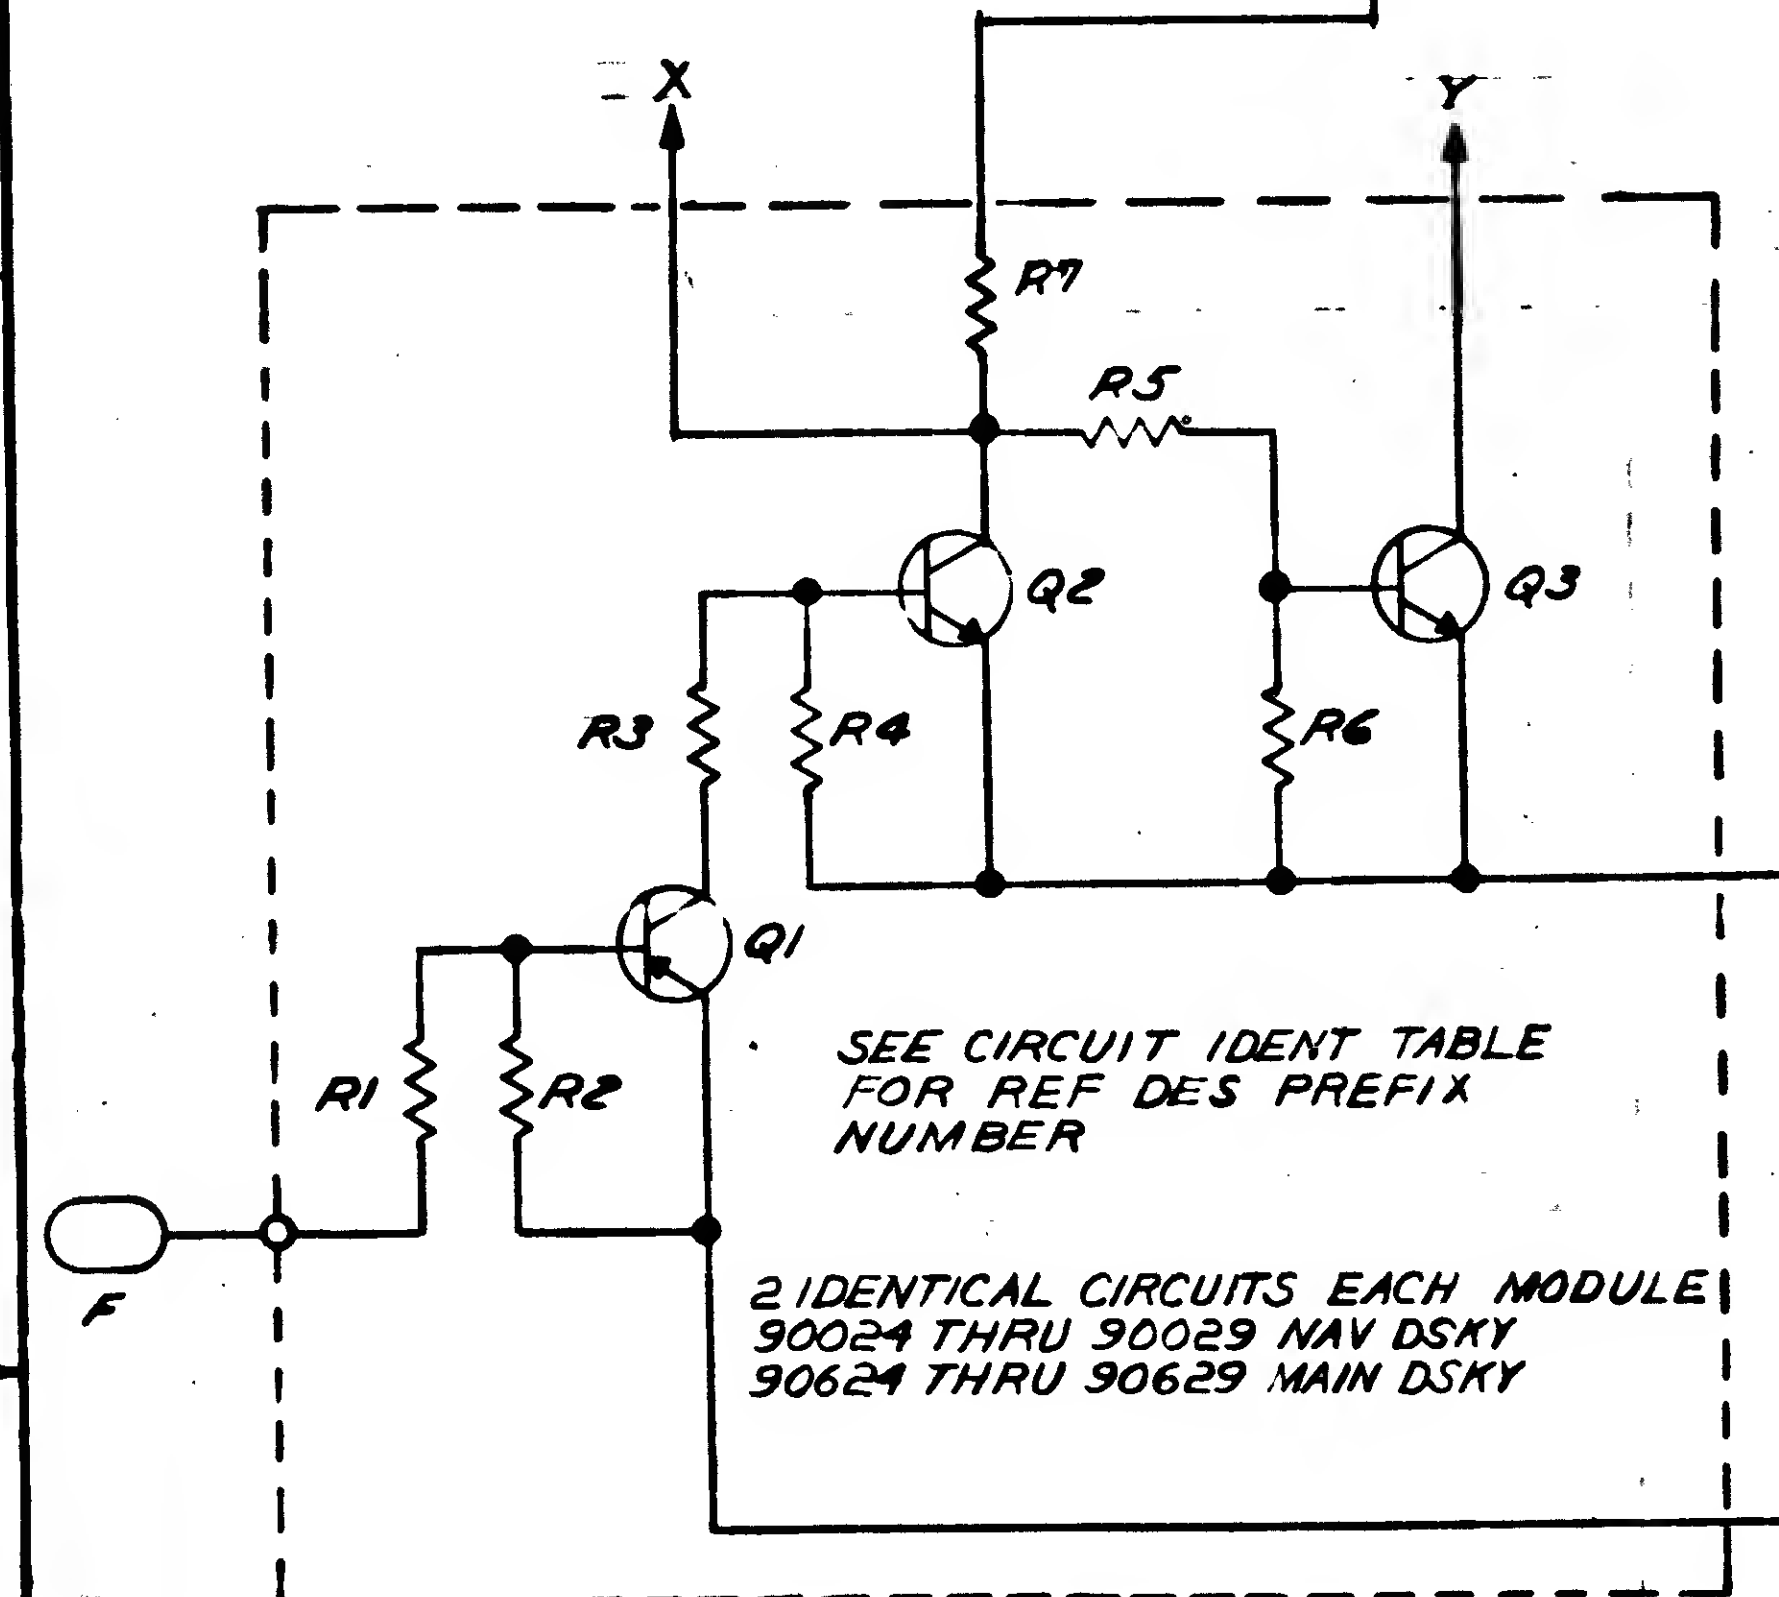 X
Y
R7
R5
Q2
Q3
R3
R4
R6
Q1
SEE CIRCUIT IDENT TABLE
FOR REF DES PREFIX
NUMBER
R1
R2
F
2 IDENTICAL CIRCUITS EACH MODULE
90024 THRU 90029 NAV DSKY
90624 THRU 90629 MAIN DSKY